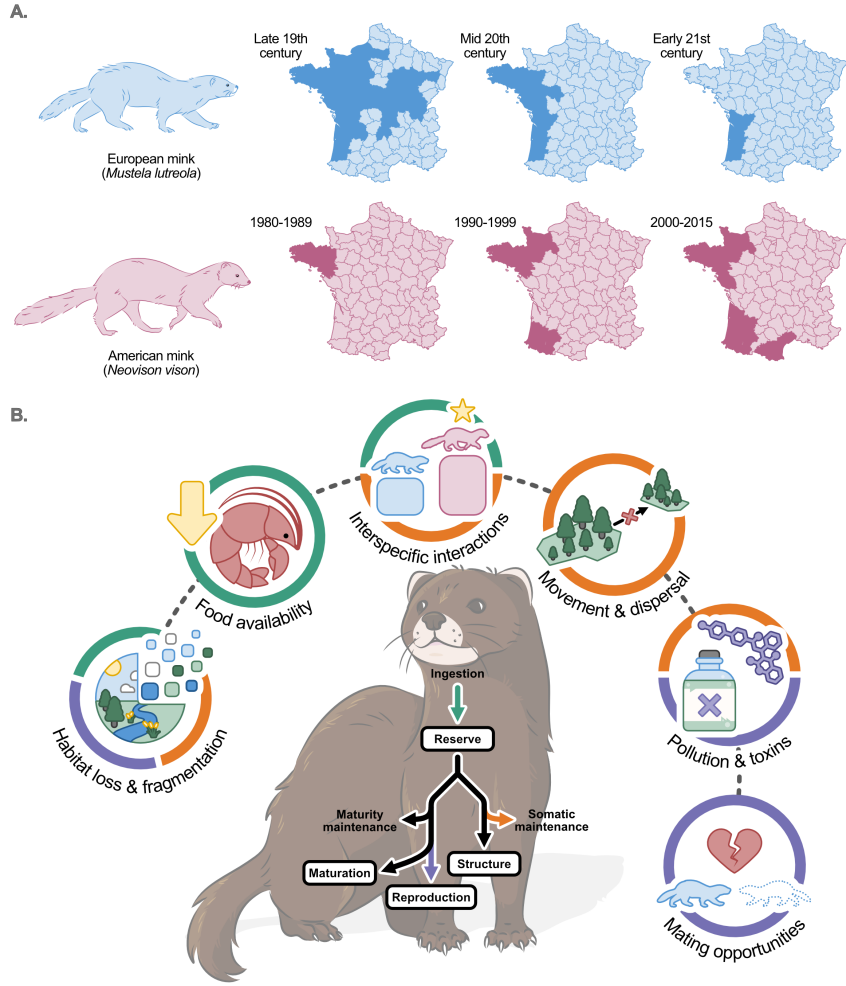 A.
Late 19th
century
Mid 20th
century
Early 21st
century
European mink
(Mustela lutreola)
1980-1989
1990-1999
2000-2015
American mink
(Neovison vison)
B.
Interspecific interactions
Food availability
Movement & dispersal
Habitat loss & fragmentation
Pollution & toxins
Mating opportunities
Ingestion
Reserve
Maturity
maintenance
Somatic
maintenance
Maturation
Structure
Reproduction